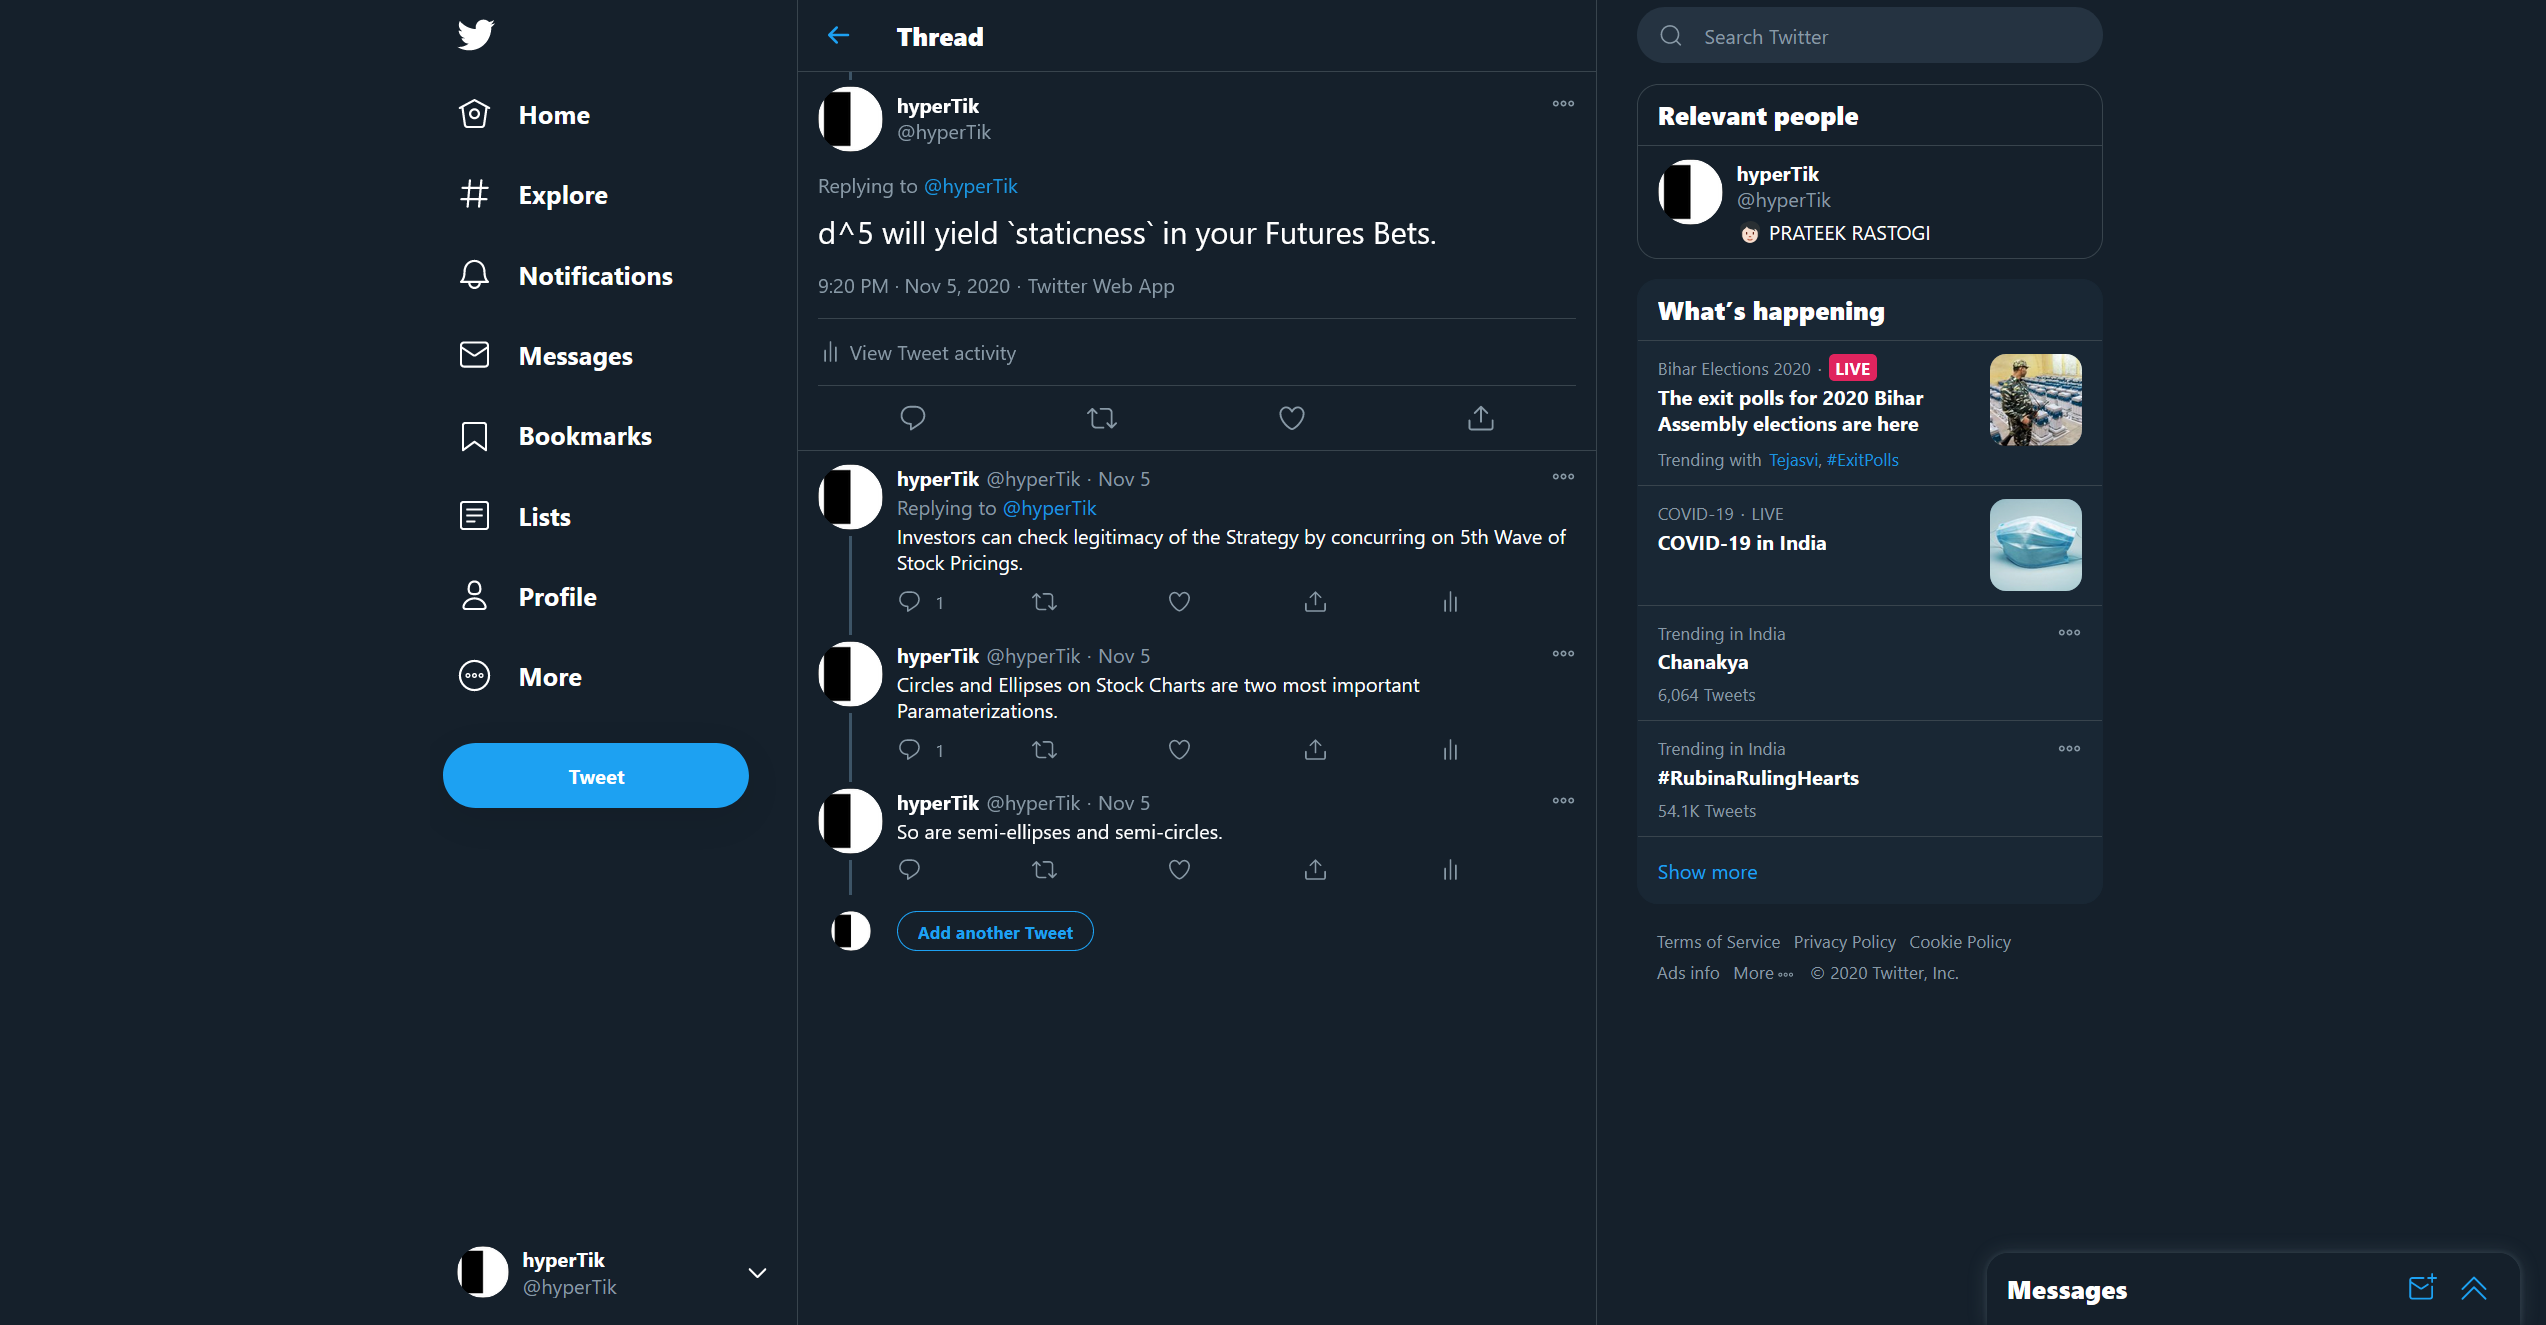 Home
Explore
Notifications
Messages
Bookmarks
Lists
Profile
More
Tweet
hyperTik
@hyperTik
Thread
hyperTik
@hyperTik
Replying to @hyperTik
d^5 will yield `staticness` in your Futures Bets.
9:20 PM · Nov 5, 2020 · Twitter Web App
View Tweet activity
hyperTik @hyperTik · Nov 5
Replying to @hyperTik
Investors can check legitimacy of the Strategy by concurring on 5th Wave of
Stock Pricings.
1
hyperTik @hyperTik · Nov 5
Circles and Ellipses on Stock Charts are two most important
Paramaterizations.
1
hyperTik @hyperTik · Nov 5
So are semi-ellipses and semi-circles.
Add another Tweet
Search Twitter
Relevant people
hyperTik
@hyperTik
PRATEEK RASTOGI
What's happening
Bihar Elections 2020 · LIVE
The exit polls for 2020 Bihar
Assembly elections are here
Trending with Tejasvi, #ExitPolls
COVID-19 · LIVE
COVID-19 in India
Trending in India
Chanakya
6,064 Tweets
Trending in India
#RubinaRulingHearts
54.1K Tweets
Show more
Terms of Service Privacy Policy Cookie Policy
Ads info More © 2020 Twitter, Inc.
Messages